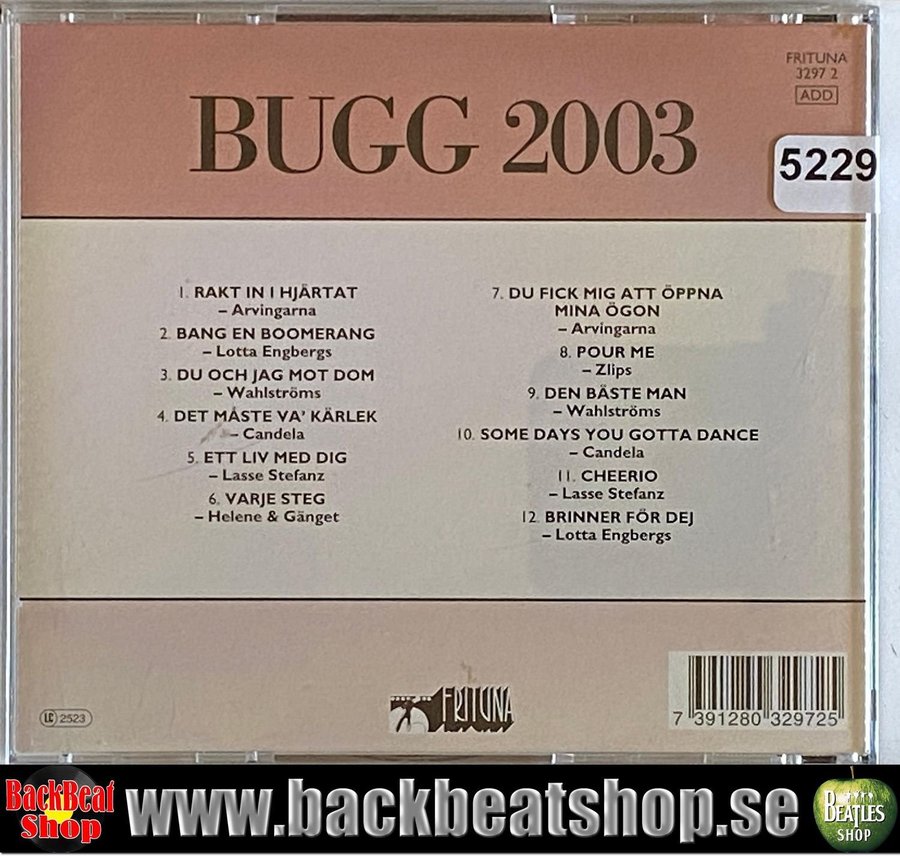 FRITUNA
3297 2
ADD
BUGG 2003
5229
1. RAKT IN I HJÄRTAT
– Arvingarna
2. BANG EN BOOMERANG
– Lotta Engbergs
3. DU OCH JAG MOT DOM
– Wahlströms
4. DET MÅSTE VA' KÄRLEK
– Candela
5. ETT LIV MED DIG
– Lasse Stefanz
6. VARJE STEG
– Helene & Gänget
7. DU FICK MIG ATT ÖPPNA
MINA ÖGON
– Arvingarna
8. POUR ME
– Zlips
9. DEN BÄSTE MAN
– Wahlströms
10. SOME DAYS YOU GOTTA DANCE
– Candela
11. CHEERIO
– Lasse Stefanz
12. BRINNER FÖR DEJ
– Lotta Engbergs
LC 2523
FRITUNA
7 391280 329725
BackBeat
Shop
www.backbeatshop.se
BEATLES
SHOP